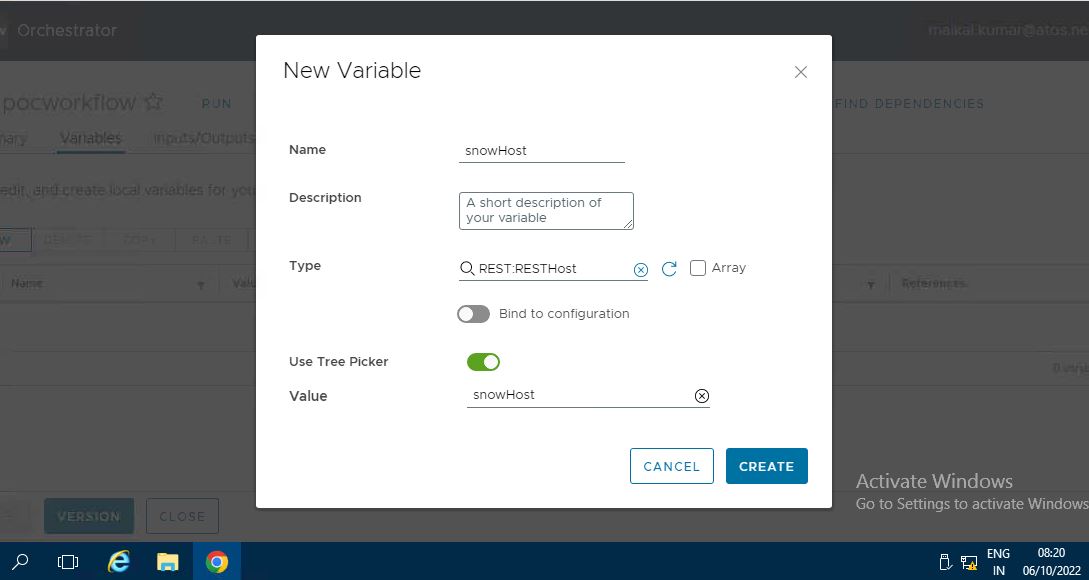 Orchestrator
maikal.kumar@atos.ne
New Variable
pocworkflow
RUN
FIND DEPENDENCIES
mary
Variables
Inputs/Outputs
Name
snowHost
edit, and create local variables for you
Description
A short description of
your variable
DELETE
COPY
PASTE
Type
REST:RESTHost
Array
Name
Valu
References
Bind to configuration
Use Tree Picker
Value
snowHost
CANCEL
CREATE
Activate Windows
Go to Settings to activate Windows
VERSION
CLOSE
ENG
IN
08:20
06/10/2022